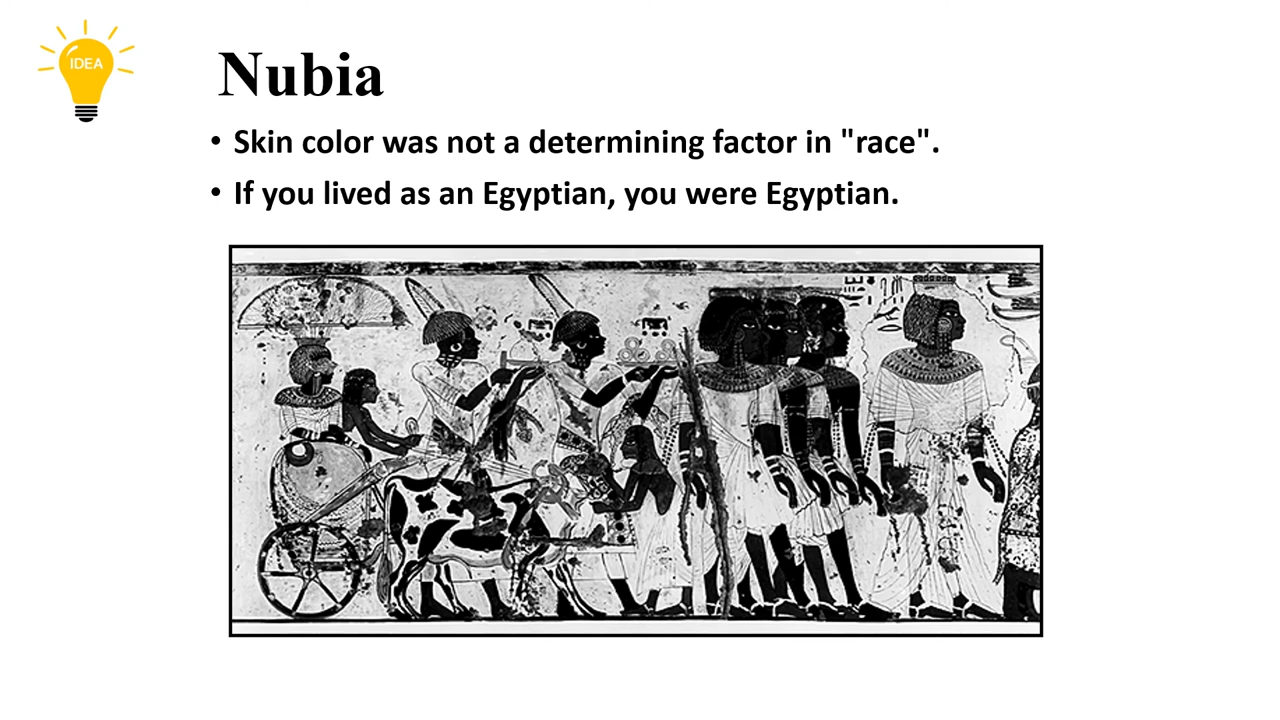 IDEA
Nubia
• Skin color was not a determining factor in "race".
• If you lived as an Egyptian, you were Egyptian.